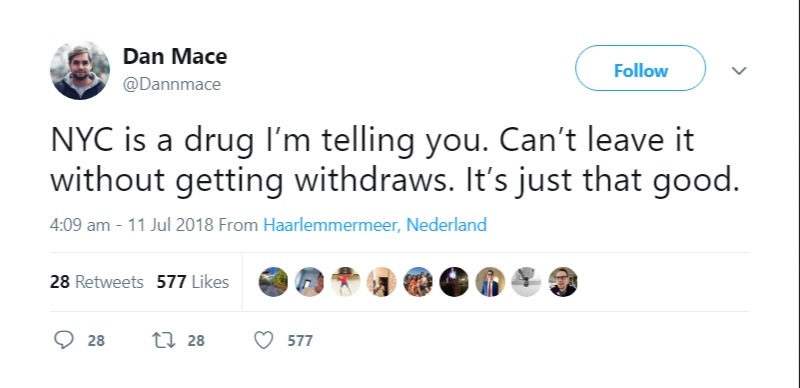 Dan Mace
@Dannmace
Follow
NYC is a drug I’m telling you. Can’t leave it
without getting withdraws. It’s just that good.
4:09 am - 11 Jul 2018 From Haarlemmermeer, Nederland
28 Retweets 577 Likes
28 28 577